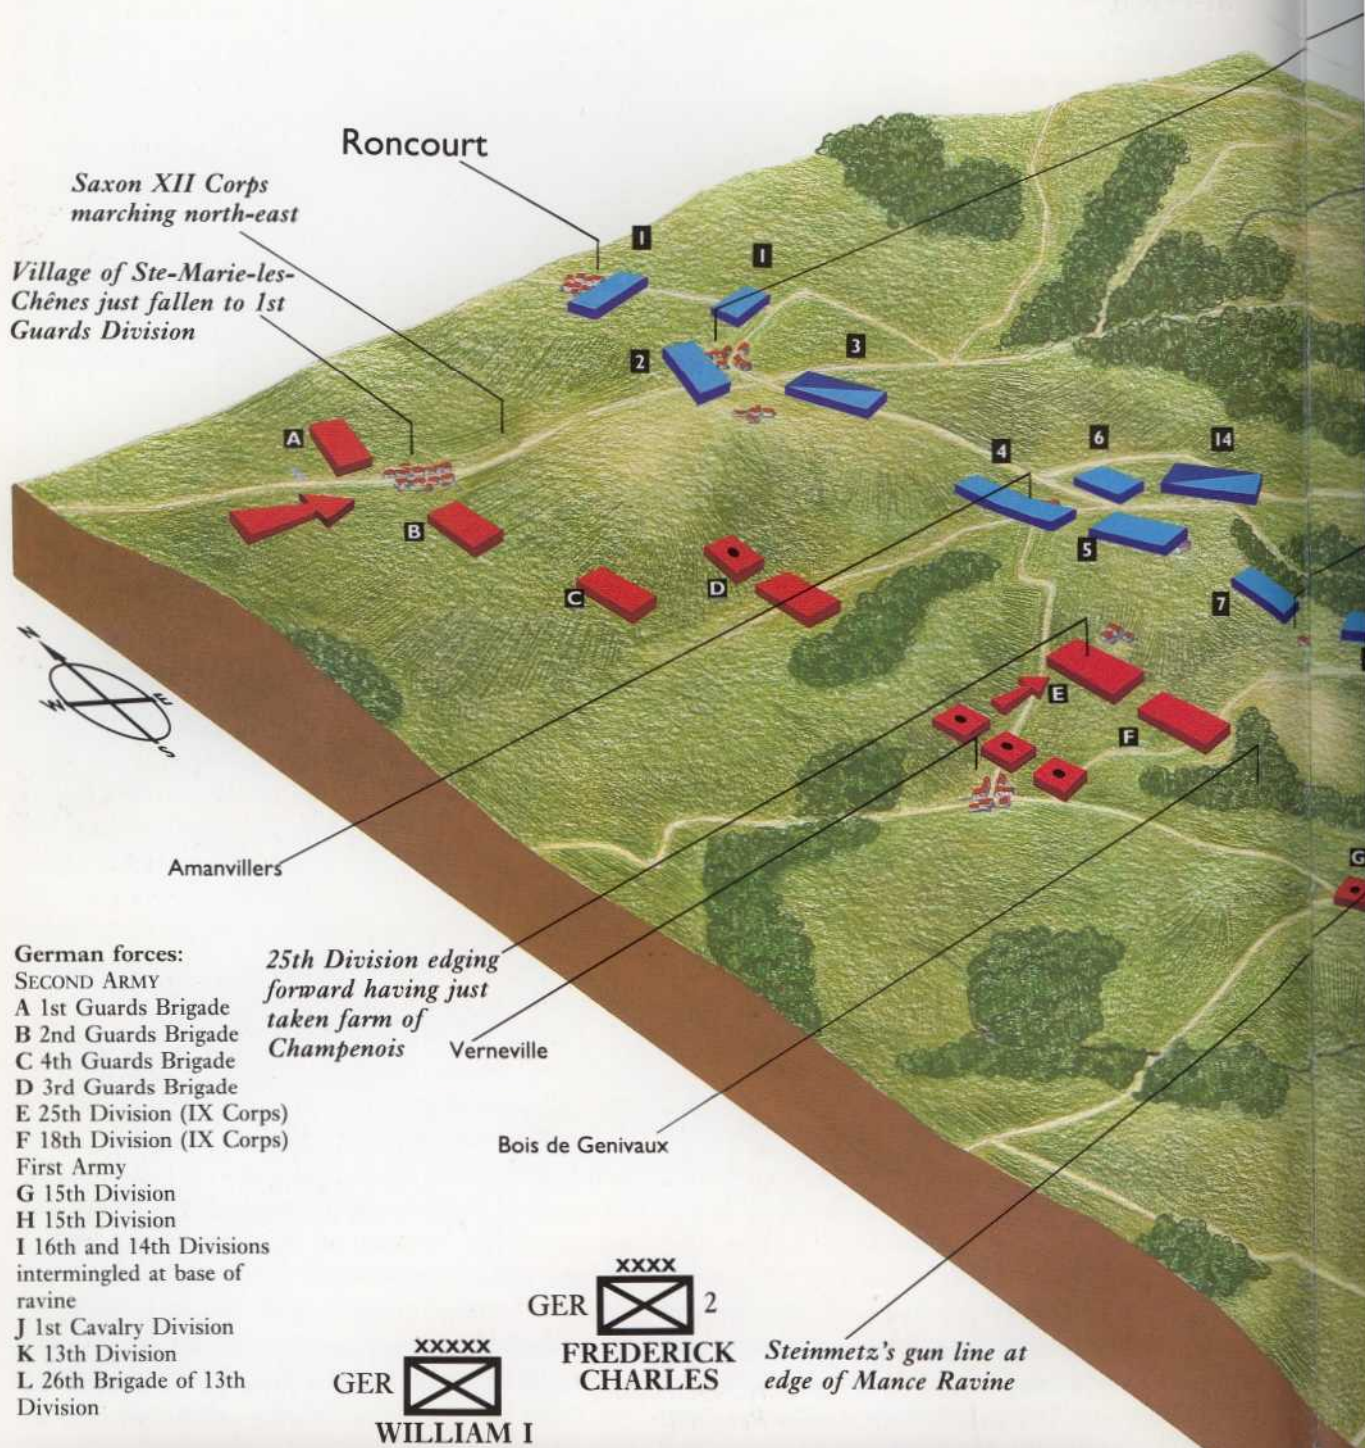 Roncourt
Saxon XII Corps
marching north-east
Village of Ste-Marie-les-
Chênes just fallen to 1st
Guards Division
1
1
2
3
4
6
14
5
7
A
B
C
D
E
F
G
N
W
E
S
Amanvillers
25th Division edging
forward having just
taken farm of
Champenois
Verneville
Bois de Genivaux
German forces:
SECOND ARMY
A 1st Guards Brigade
B 2nd Guards Brigade
C 4th Guards Brigade
D 3rd Guards Brigade
E 25th Division (IX Corps)
F 18th Division (IX Corps)
First Army
G 15th Division
H 15th Division
I 16th and 14th Divisions
intermingled at base of
ravine
J 1st Cavalry Division
K 13th Division
L 26th Brigade of 13th
Division
XXXX
GER 2
FREDERICK
CHARLES
XXXXX
GER
WILLIAM I
Steinmetz's gun line at
edge of Mance Ravine